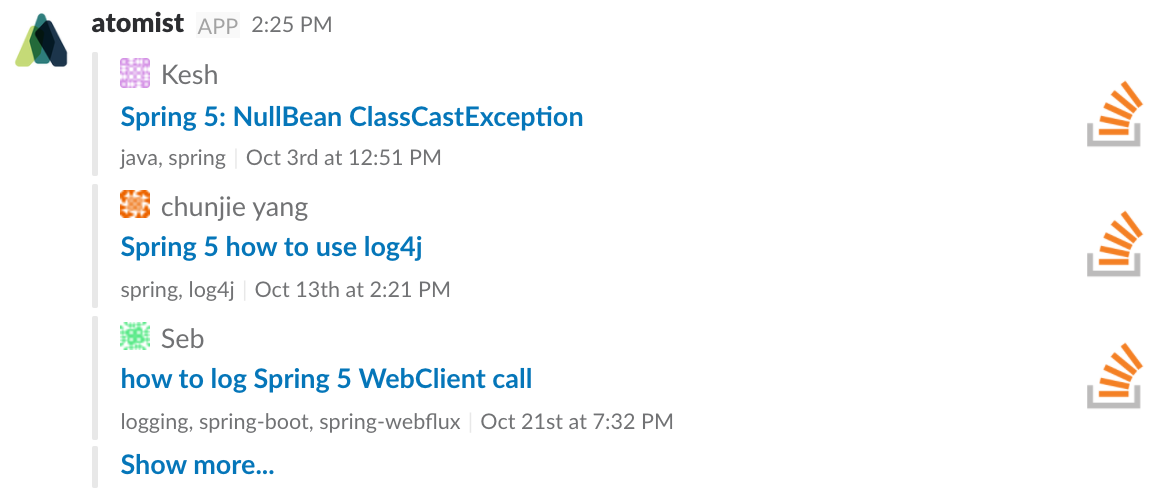 atomist APP 2:25 PM
Kesh
Spring 5: NullBean ClassCastException
java, spring | Oct 3rd at 12:51 PM
chunjie yang
Spring 5 how to use log4j
spring, log4j | Oct 13th at 2:21 PM
Seb
how to log Spring 5 WebClient call
logging, spring-boot, spring-webflux | Oct 21st at 7:32 PM
Show more...